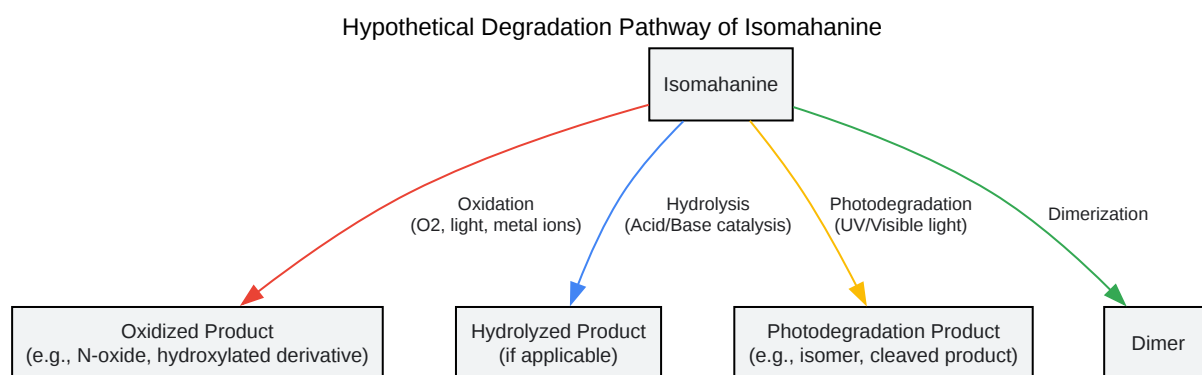 Hypothetical Degradation Pathway of Isomahanine
Isomahanine
Oxidation
(O2, light, metal ions)
Hydrolysis
(Acid/Base catalysis)
Photodegradation
(UV/Visible light)
Dimerization
Oxidized Product
(e.g., N-oxide, hydroxylated derivative)
Hydrolyzed Product
(if applicable)
Photodegradation Product
(e.g., isomer, cleaved product)
Dimer